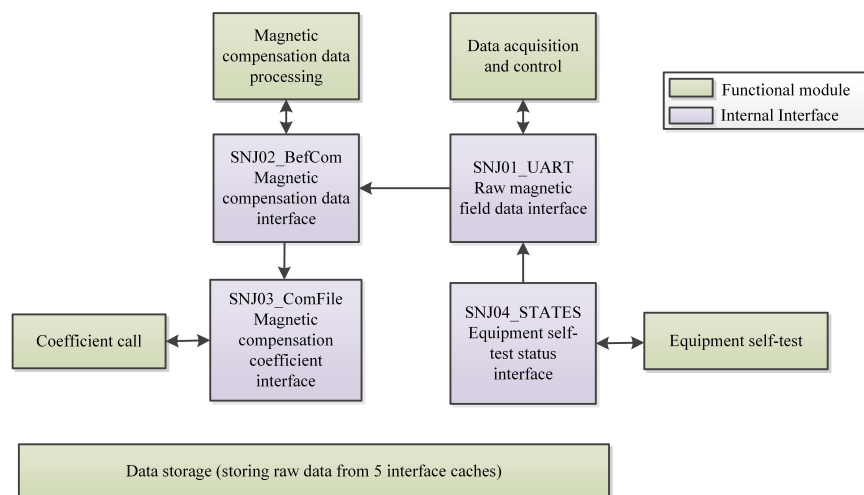 Magnetic
compensation data
processing
Data acquisition
and control
Functional module
Internal Interface
SNJ02_BefCom
Magnetic
compensation data
interface
SNJ01_UART
Raw magnetic
field data interface
SNJ03_ComFile
Magnetic
compensation
coefficient
interface
SNJ04_STATES
Equipment self-
test status
interface
Coefficient call
Equipment self-test
Data storage (storing raw data from 5 interface caches)